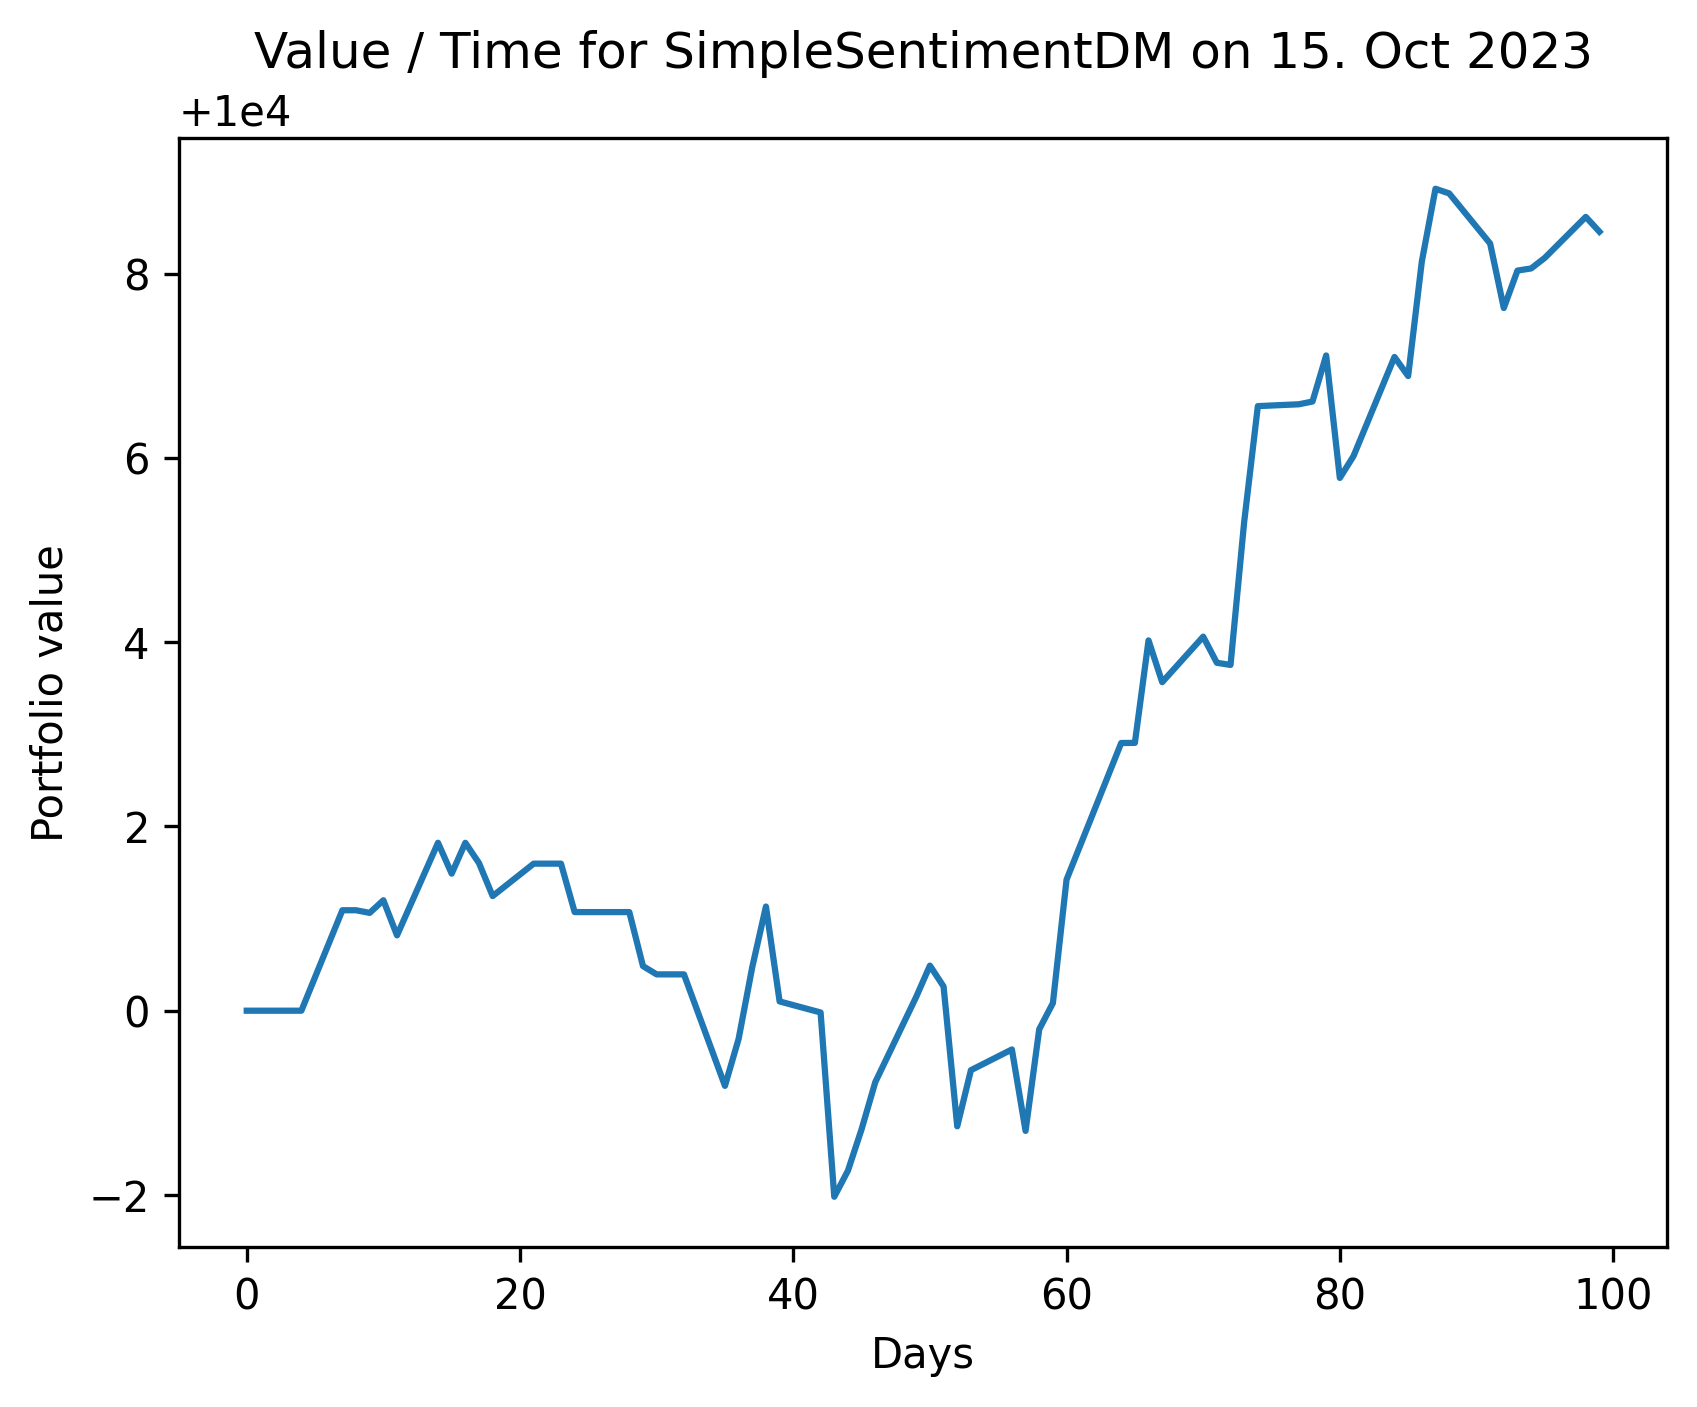 Value / Time for SimpleSentimentDM on 15. Oct 2023
+1e4
8
6
4
2
0
−2
Portfolio value
0 20 40 60 80 100
Days